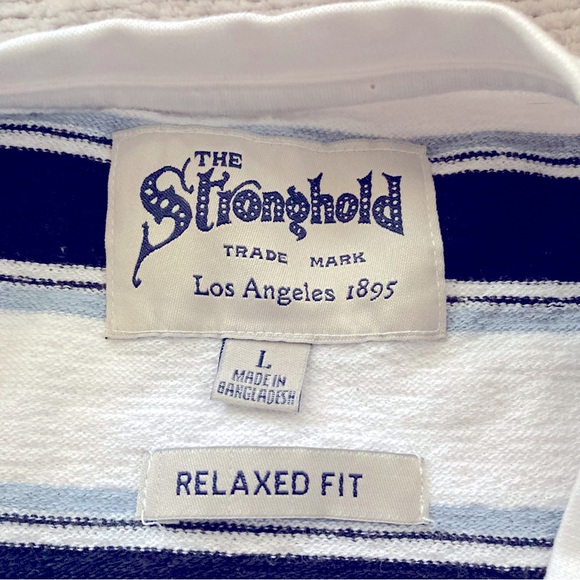 THE
Stronghold
TRADE MARK
Los Angeles 1895
L
MADE IN
BANGLADESH
RELAXED FIT